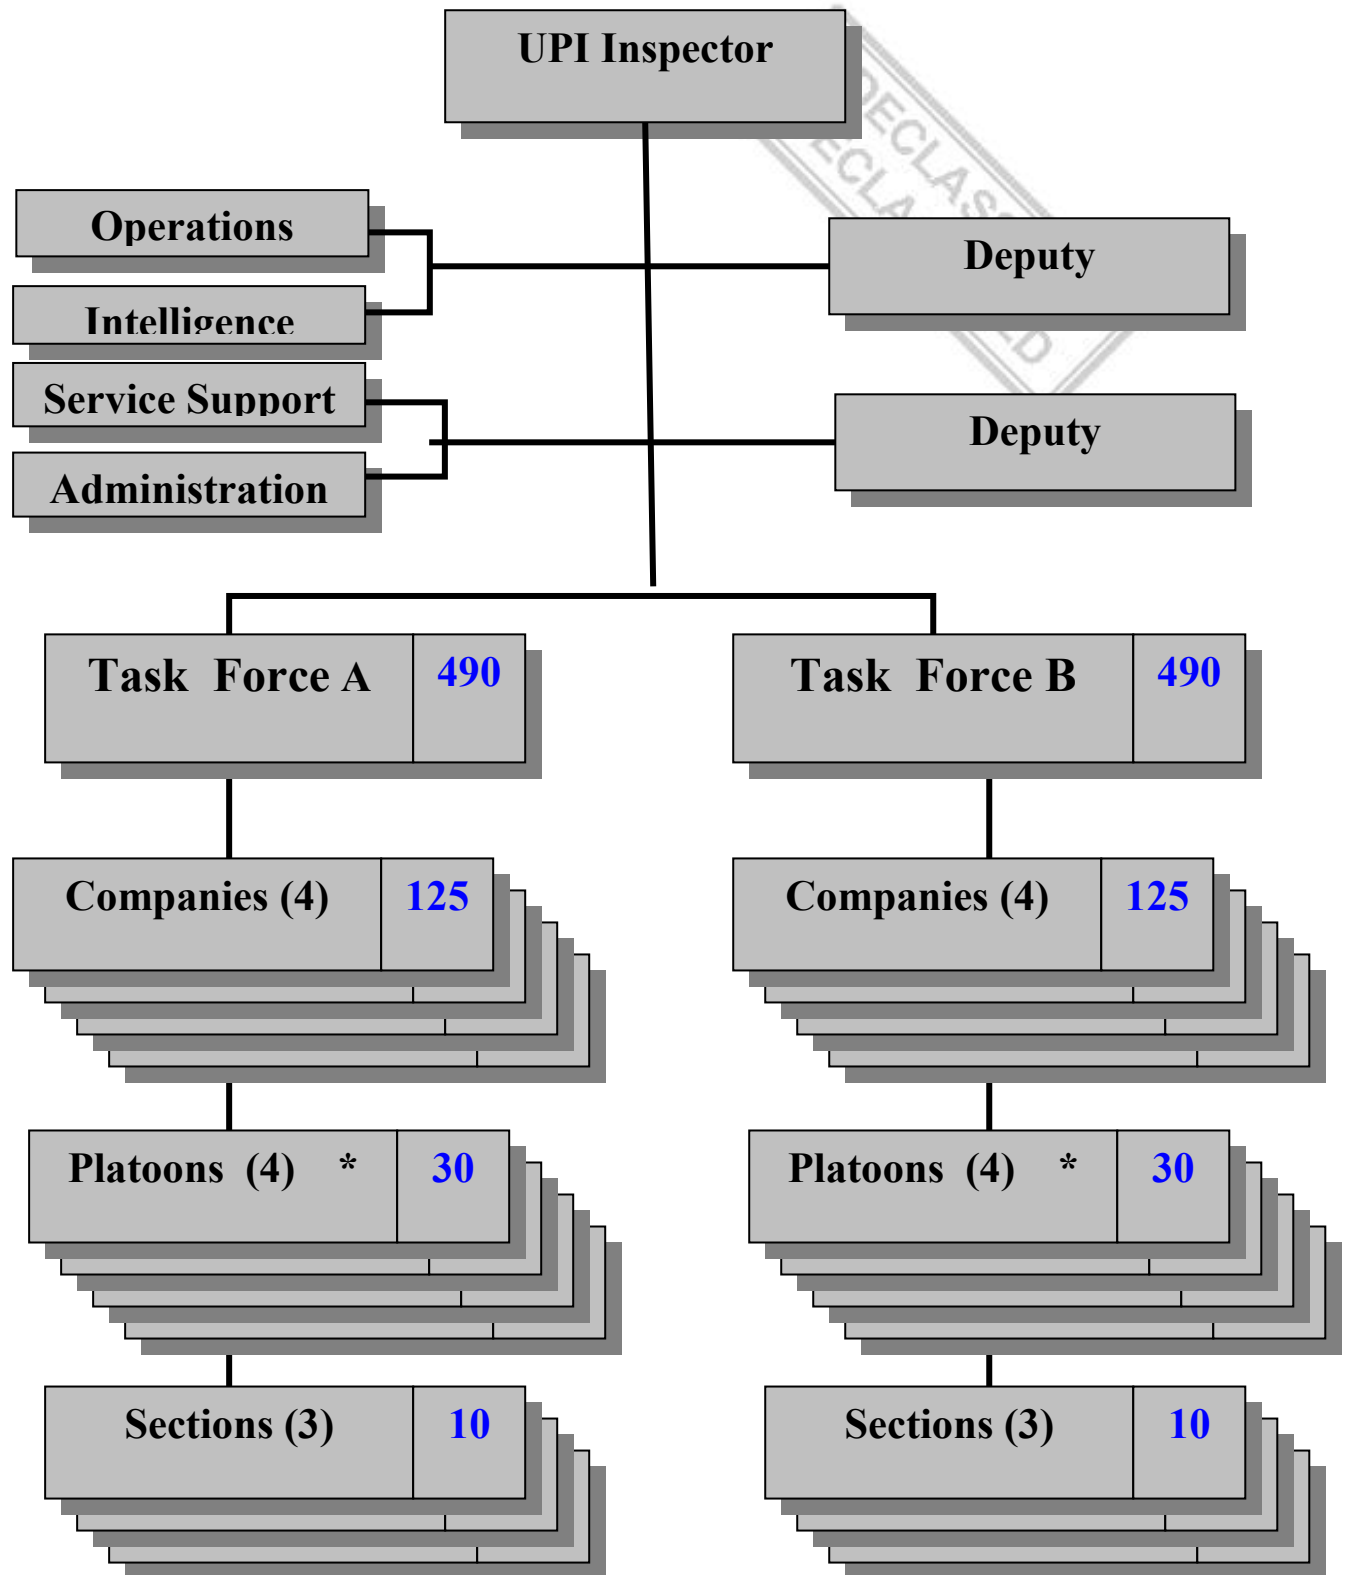 UPI Inspector
Operations
Intelligence
Service Support
Administration
Deputy
Deputy
Task Force A 490
Task Force B 490
Companies (4) 125
Companies (4) 125
Platoons (4) * 30
Platoons (4) * 30
Sections (3) 10
Sections (3) 10